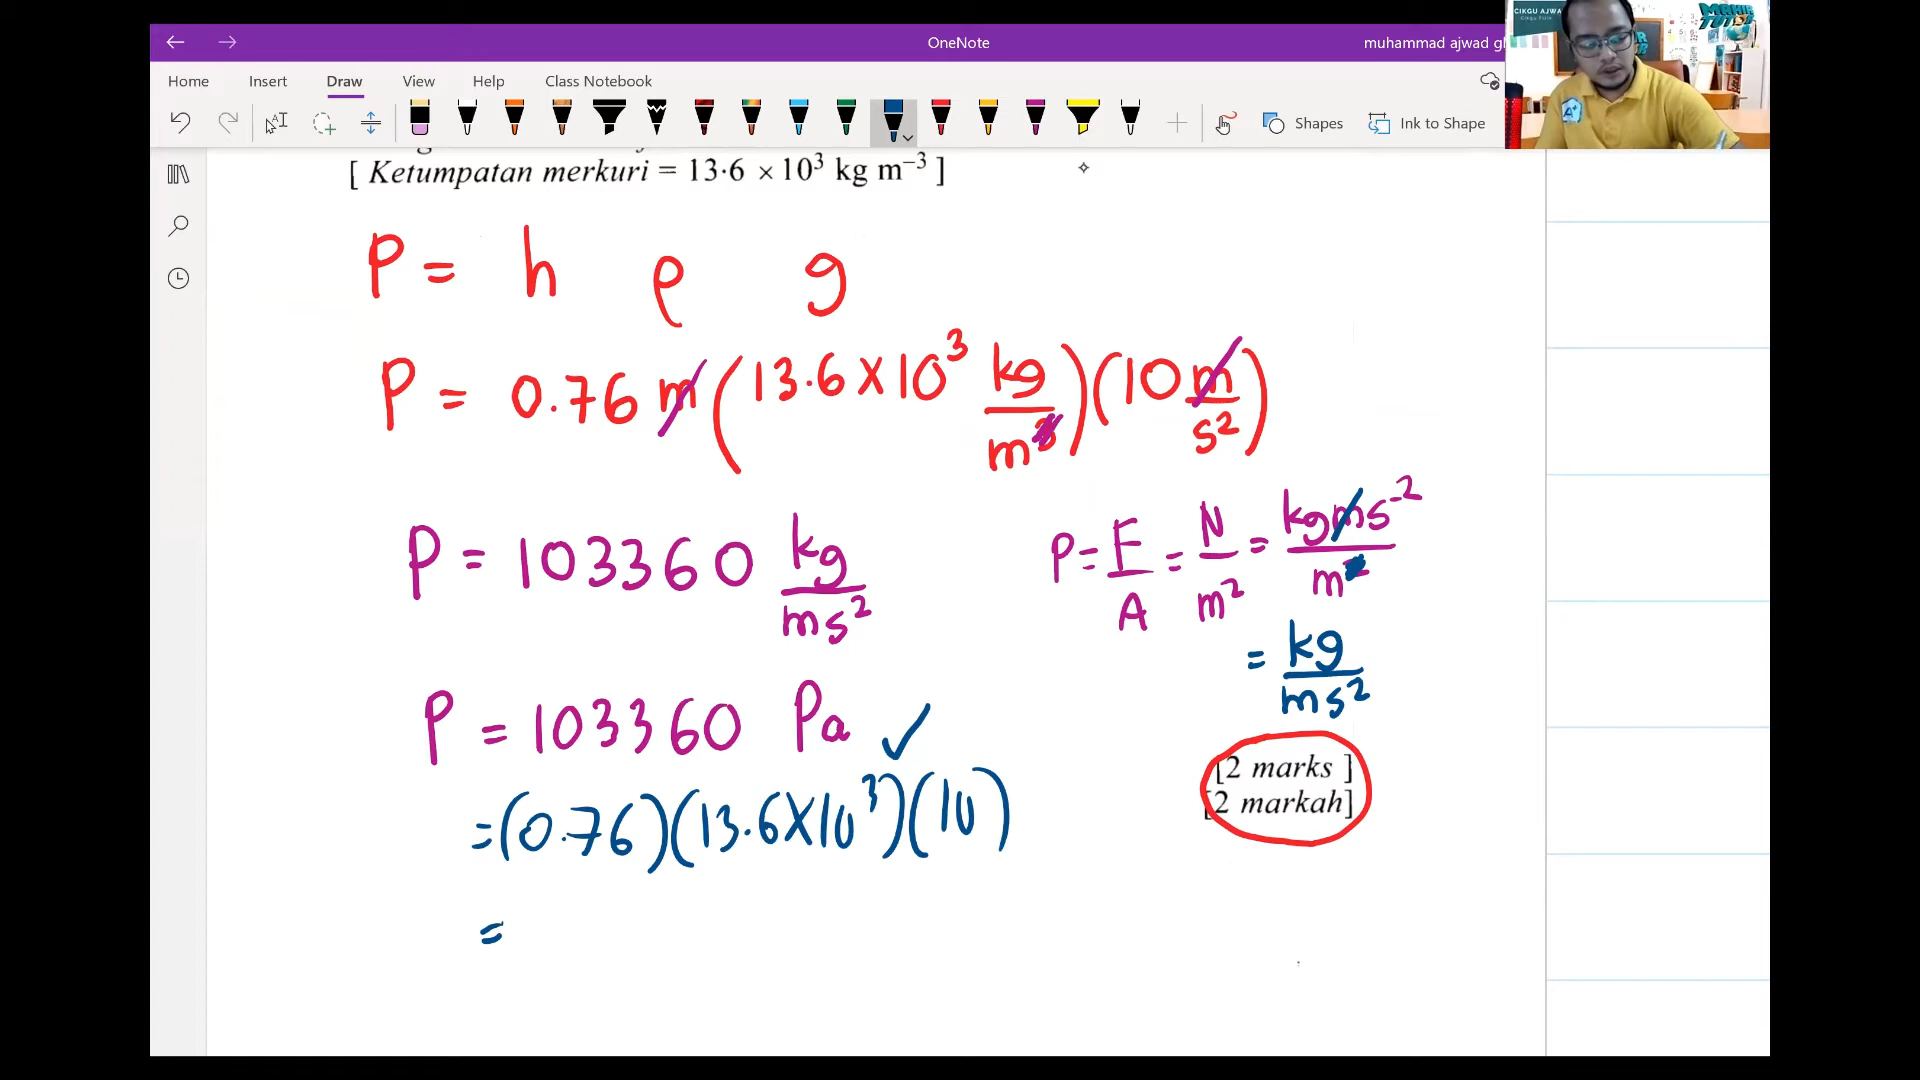 OneNote
muhammad ajwad g
CIKGU AJWA
Home Insert Draw View Help Class Notebook
Shapes Ink to Shape
[ Ketumpatan merkuri = 13·6 × 10³ kg m⁻³ ]
P = h ρ g
P = 0.76 m (13.6 × 10³ kg/m³)(10 m/s²)
P = 103360 kg/ms²
P = F/A = N/m² = kgms⁻²/m²
= kg/ms²
P = 103360 Pa ✓
[2 marks ]
[2 markah]
= (0.76)(13.6 × 10³)(10)
=